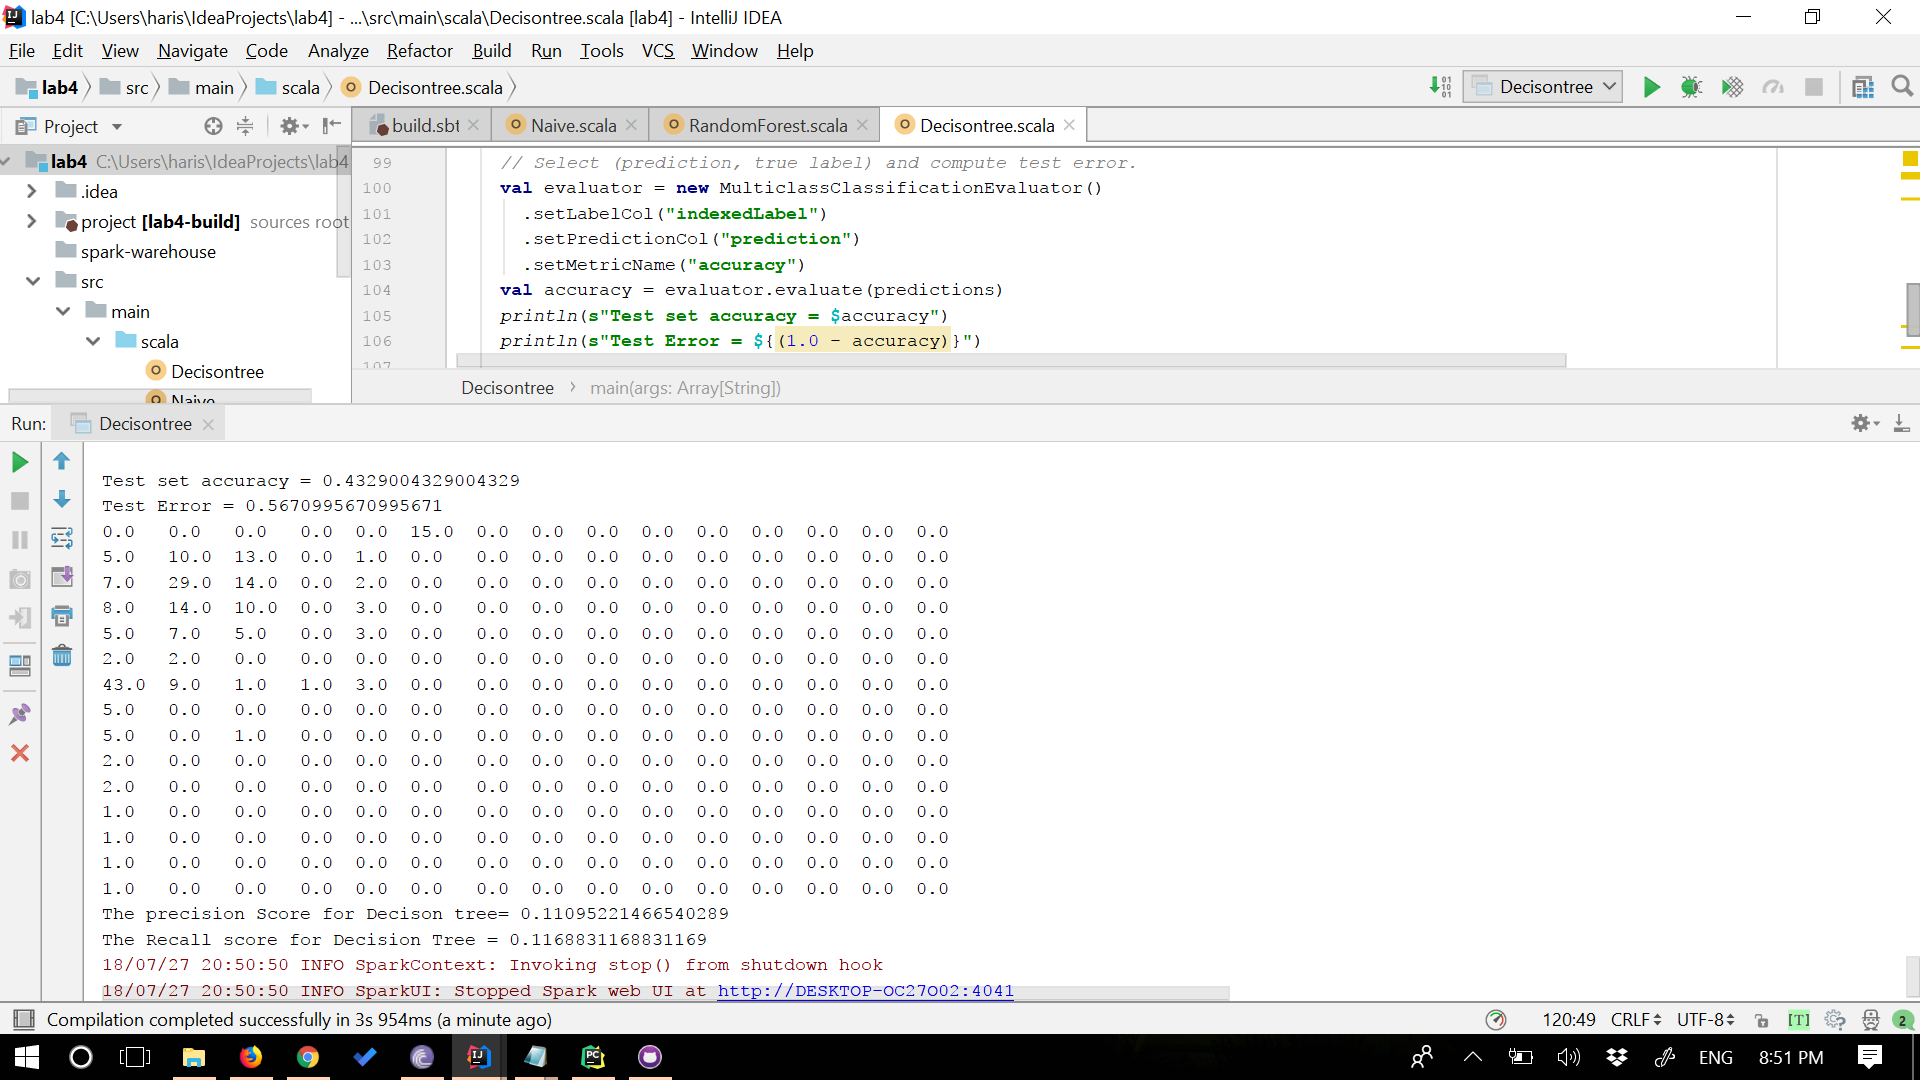 lab4 [C:\Users\haris\IdeaProjects\lab4] - ...\src\main\scala\Decisontree.scala [lab4] - IntelliJ IDEA
File Edit View Navigate Code Analyze Refactor Build Run Tools VCS Window Help
lab4 src main scala Decisontree.scala Decisontree
Project build.sbt Naive.scala RandomForest.scala Decisontree.scala
lab4 C:\Users\haris\IdeaProjects\lab4
.idea
project [lab4-build] sources root
spark-warehouse
src
main
scala
Decisontree
Naive
99 // Select (prediction, true label) and compute test error.
100 val evaluator = new MulticlassClassificationEvaluator()
101 .setLabelCol("indexedLabel")
102 .setPredictionCol("prediction")
103 .setMetricName("accuracy")
104 val accuracy = evaluator.evaluate(predictions)
105 println(s"Test set accuracy = $accuracy")
106 println(s"Test Error = ${(1.0 - accuracy)}")
107
Decisontree main(args: Array[String])
Run: Decisontree
Test set accuracy = 0.4329004329004329
Test Error = 0.5670995670995671
0.0 0.0 0.0 0.0 0.0 15.0 0.0 0.0 0.0 0.0 0.0 0.0 0.0 0.0 0.0
5.0 10.0 13.0 0.0 1.0 0.0 0.0 0.0 0.0 0.0 0.0 0.0 0.0 0.0 0.0
7.0 29.0 14.0 0.0 2.0 0.0 0.0 0.0 0.0 0.0 0.0 0.0 0.0 0.0 0.0
8.0 14.0 10.0 0.0 3.0 0.0 0.0 0.0 0.0 0.0 0.0 0.0 0.0 0.0 0.0
5.0 7.0 5.0 0.0 3.0 0.0 0.0 0.0 0.0 0.0 0.0 0.0 0.0 0.0 0.0
2.0 2.0 0.0 0.0 0.0 0.0 0.0 0.0 0.0 0.0 0.0 0.0 0.0 0.0 0.0
43.0 9.0 1.0 1.0 3.0 0.0 0.0 0.0 0.0 0.0 0.0 0.0 0.0 0.0 0.0
5.0 0.0 0.0 0.0 0.0 0.0 0.0 0.0 0.0 0.0 0.0 0.0 0.0 0.0 0.0
5.0 0.0 1.0 0.0 0.0 0.0 0.0 0.0 0.0 0.0 0.0 0.0 0.0 0.0 0.0
2.0 0.0 0.0 0.0 0.0 0.0 0.0 0.0 0.0 0.0 0.0 0.0 0.0 0.0 0.0
2.0 0.0 0.0 0.0 0.0 0.0 0.0 0.0 0.0 0.0 0.0 0.0 0.0 0.0 0.0
1.0 0.0 0.0 0.0 0.0 0.0 0.0 0.0 0.0 0.0 0.0 0.0 0.0 0.0 0.0
1.0 0.0 0.0 0.0 0.0 0.0 0.0 0.0 0.0 0.0 0.0 0.0 0.0 0.0 0.0
1.0 0.0 0.0 0.0 0.0 0.0 0.0 0.0 0.0 0.0 0.0 0.0 0.0 0.0 0.0
1.0 0.0 0.0 0.0 0.0 0.0 0.0 0.0 0.0 0.0 0.0 0.0 0.0 0.0 0.0
The precision Score for Decison tree= 0.11095221466540289
The Recall score for Decision Tree = 0.1168831168831169
18/07/27 20:50:50 INFO SparkContext: Invoking stop() from shutdown hook
18/07/27 20:50:50 INFO SparkUI: Stopped Spark web UI at http://DESKTOP-OC27O02:4041
Compilation completed successfully in 3s 954ms (a minute ago) 120:49 CRLF UTF-8 [T] 2
ENG 8:51 PM